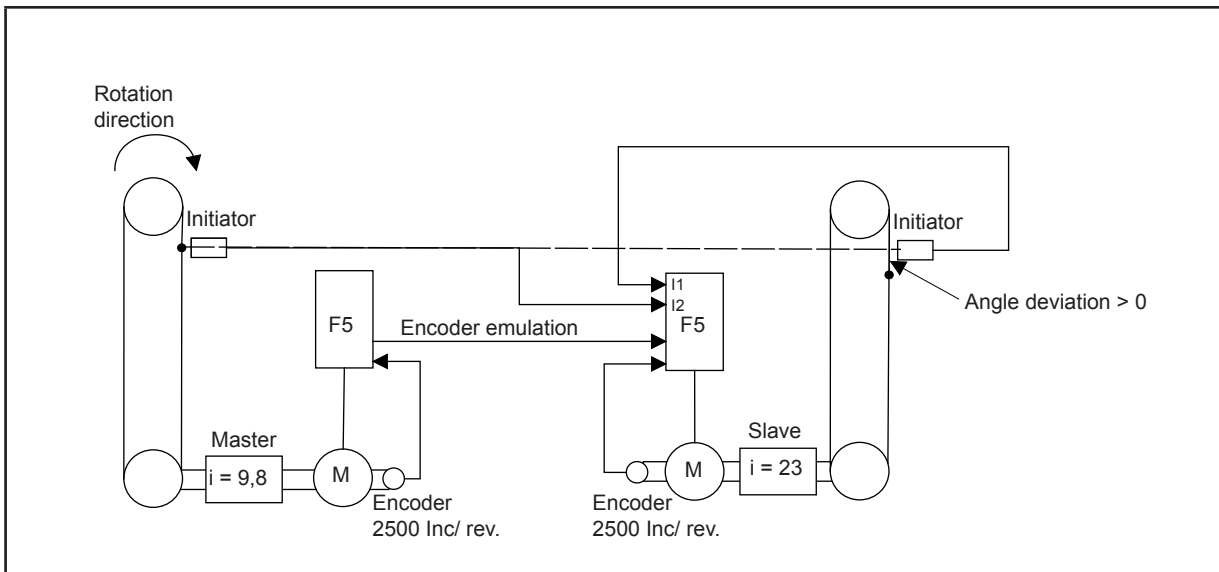 Rotation
direction
Initiator
Initiator
I1
I2
F5
F5
Encoder emulation
Angle deviation > 0
Master
Slave
i = 9,8
M
M
i = 23
Encoder
2500 Inc/ rev.
Encoder
2500 Inc/ rev.